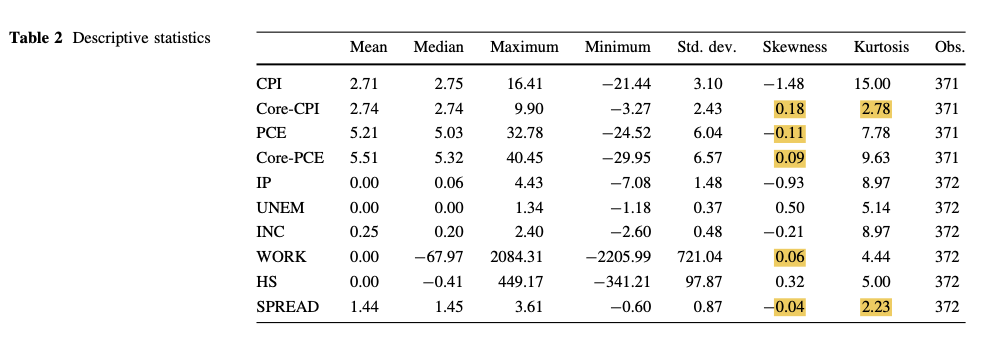 Table 2 Descriptive statistics
Mean Median Maximum Minimum Std. dev. Skewness Kurtosis Obs.
CPI 2.71 2.75 16.41 −21.44 3.10 −1.48 15.00 371
Core-CPI 2.74 2.74 9.90 −3.27 2.43 0.18 2.78 371
PCE 5.21 5.03 32.78 −24.52 6.04 −0.11 7.78 371
Core-PCE 5.51 5.32 40.45 −29.95 6.57 0.09 9.63 371
IP 0.00 0.06 4.43 −7.08 1.48 −0.93 8.97 372
UNEM 0.00 0.00 1.34 −1.18 0.37 0.50 5.14 372
INC 0.25 0.20 2.40 −2.60 0.48 −0.21 8.97 372
WORK 0.00 −67.97 2084.31 −2205.99 721.04 0.06 4.44 372
HS 0.00 −0.41 449.17 −341.21 97.87 0.32 5.00 372
SPREAD 1.44 1.45 3.61 −0.60 0.87 −0.04 2.23 372